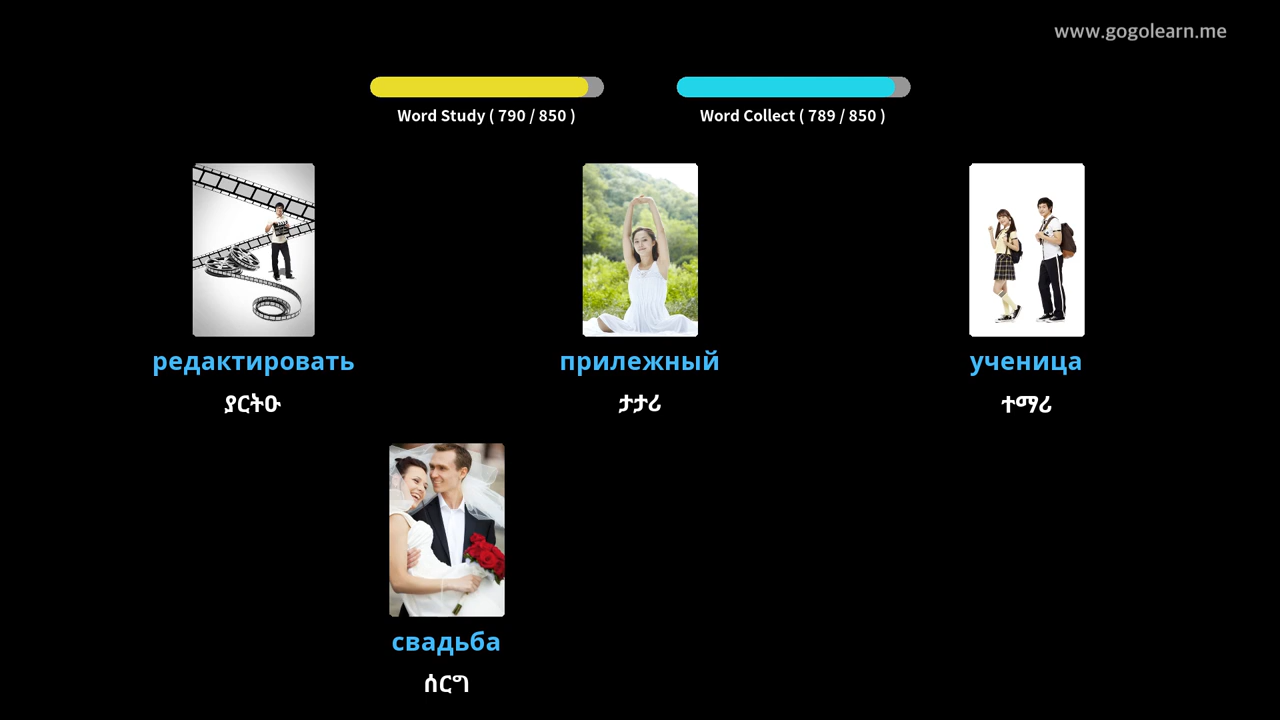 www.gogolearn.me
Word Study ( 790 / 850 )
Word Collect ( 789 / 850 )
редактировать
ያርትዑ
прилежный
ታታሪ
ученица
ተማሪ
свадьба
ሰርግ